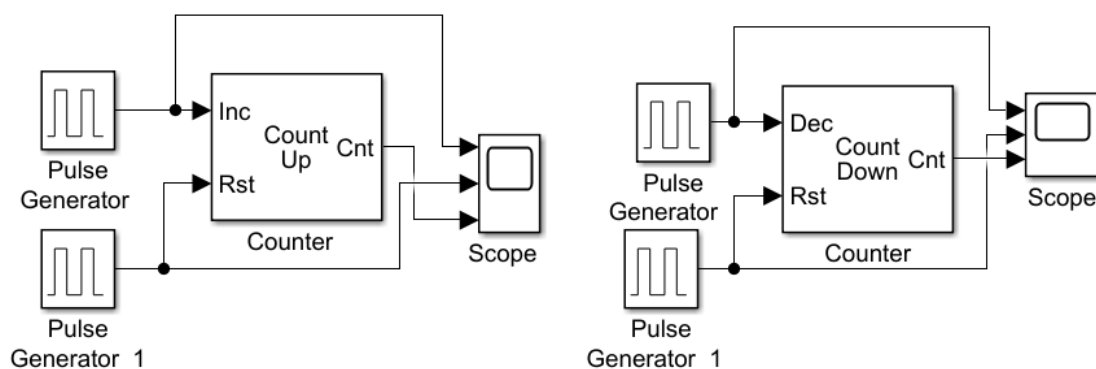 Inc
Count
Up
Cnt
Rst
Pulse
Generator
Counter
Scope
Pulse
Generator 1
Dec
Count
Down
Cnt
Rst
Pulse
Generator
Counter
Scope
Pulse
Generator 1